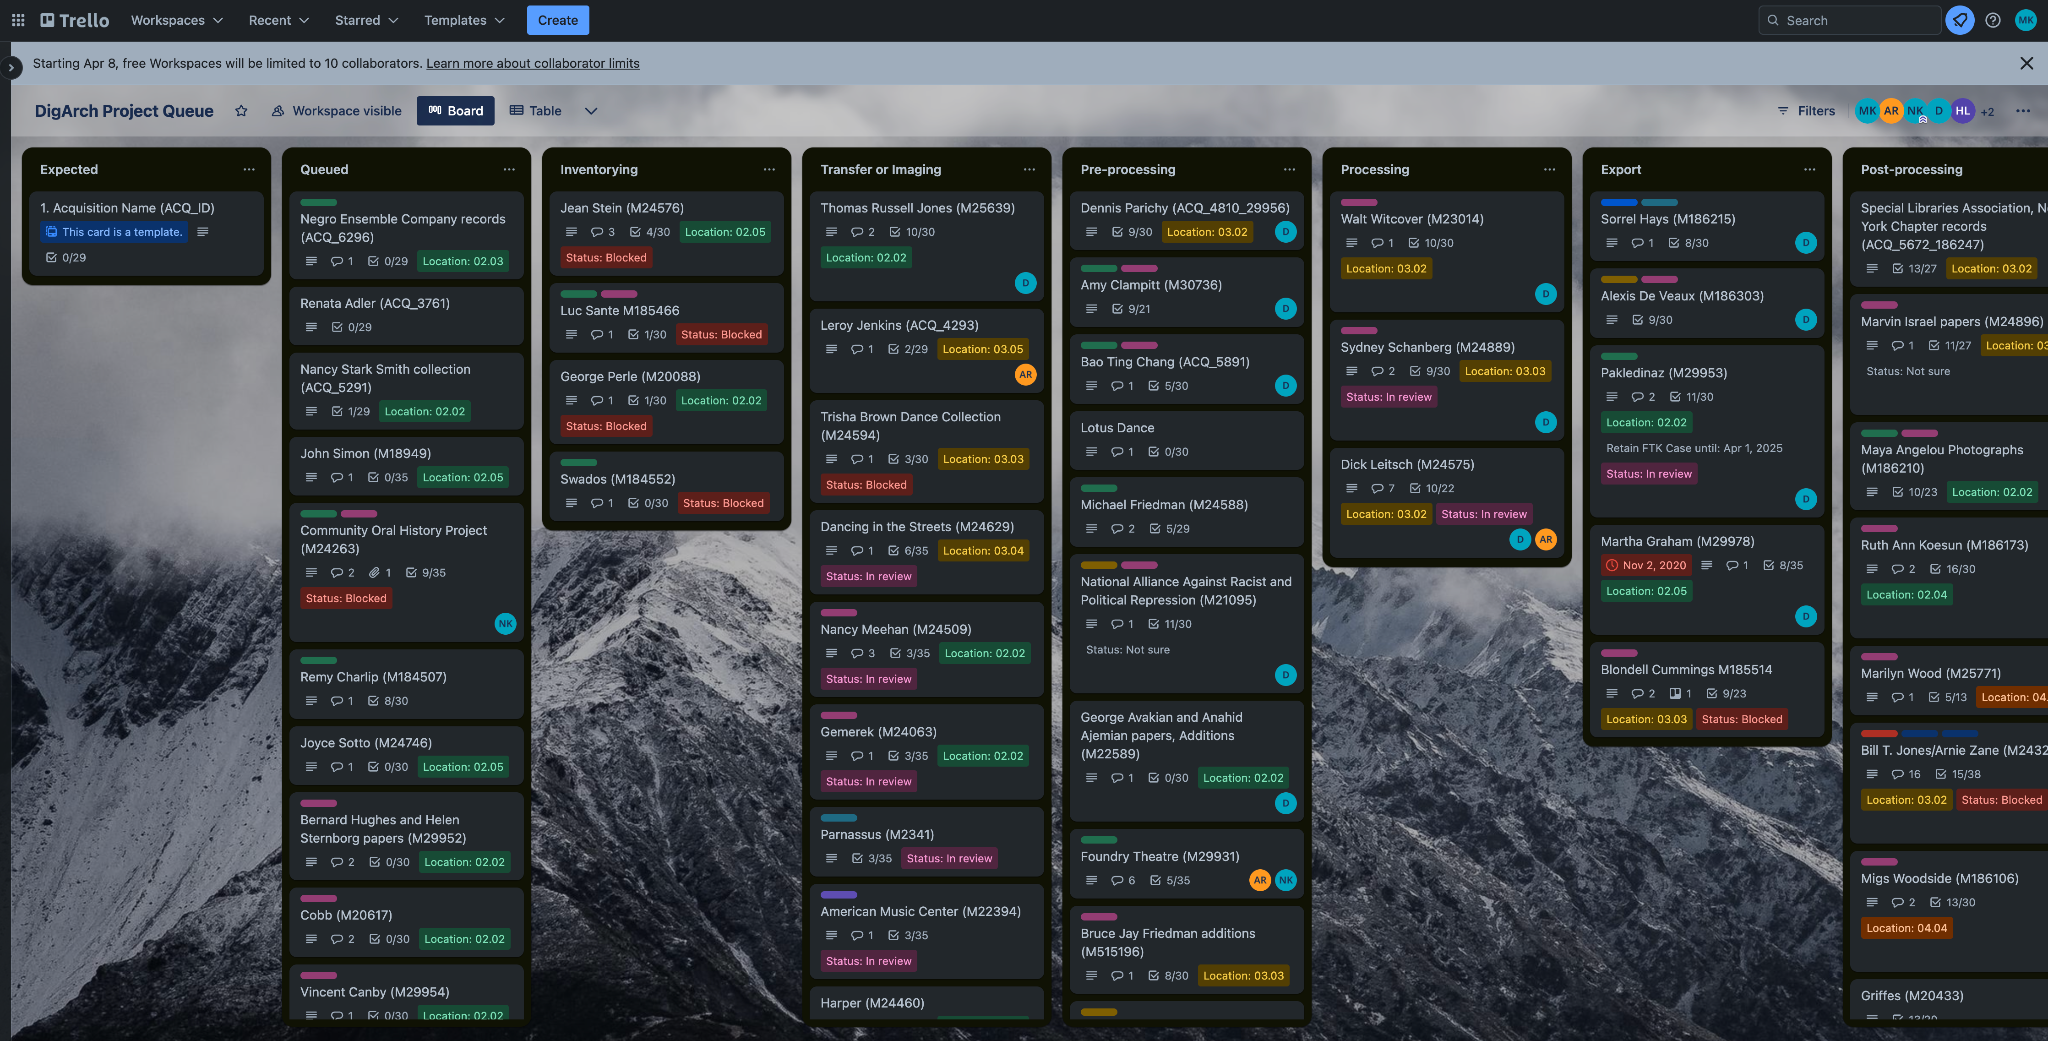 Trello
Workspaces
Recent
Starred
Templates
Create
Search
MK
Starting Apr 8, free Workspaces will be limited to 10 collaborators. Learn more about collaborator limits
DigArch Project Queue
Workspace visible
Board
Table
Filters
MK
AR
NK
D
HL
+2
Expected
1. Acquisition Name (ACQ_ID)
This card is a template.
0/29
Queued
Negro Ensemble Company records
(ACQ_6296)
1 0/29 Location: 02.03
Renata Adler (ACQ_3761)
0/29
Nancy Stark Smith collection
(ACQ_5291)
1/29 Location: 02.02
John Simon (M18949)
1 0/35 Location: 02.05
Community Oral History Project
(M24263)
2 1 9/35
Status: Blocked
NK
Remy Charlip (M184507)
1 8/30
Joyce Sotto (M24746)
1 0/30 Location: 02.05
Bernard Hughes and Helen
Sternborg papers (M29952)
2 0/30 Location: 02.02
Cobb (M20617)
2 0/30 Location: 02.02
Vincent Canby (M29954)
1 0/30 Location: 02.02
Inventorying
Jean Stein (M24576)
3 4/30 Location: 02.05
Status: Blocked
Luc Sante M185466
1 1/30 Status: Blocked
George Perle (M20088)
1 1/30 Location: 02.02
Status: Blocked
Swados (M184552)
1 0/30 Status: Blocked
Transfer or Imaging
Thomas Russell Jones (M25639)
2 10/30
Location: 02.02
D
Leroy Jenkins (ACQ_4293)
1 2/29 Location: 03.05
AR
Trisha Brown Dance Collection
(M24594)
1 3/30 Location: 03.03
Status: Blocked
Dancing in the Streets (M24629)
1 6/35 Location: 03.04
Status: In review
Nancy Meehan (M24509)
3 3/35 Location: 02.02
Status: In review
Gemerek (M24063)
1 3/35 Location: 02.02
Status: In review
Parnassus (M2341)
3/35 Status: In review
American Music Center (M22394)
1 3/35
Status: In review
Harper (M24460)
Pre-processing
Dennis Parichy (ACQ_4810_29956)
9/30 Location: 03.02 D
Amy Clampitt (M30736)
9/21 D
Bao Ting Chang (ACQ_5891)
1 5/30 D
Lotus Dance
1 0/30
Michael Friedman (M24588)
2 5/29
National Alliance Against Racist and
Political Repression (M21095)
1 11/30
Status: Not sure
D
George Avakian and Anahid
Ajemian papers, Additions
(M22589)
1 0/30 Location: 02.02
D
Foundry Theatre (M29931)
6 5/35 AR NK
Bruce Jay Friedman additions
(M515196)
1 8/30 Location: 03.03
Processing
Walt Witcover (M23014)
1 10/30
Location: 03.02
D
Sydney Schanberg (M24889)
2 9/30 Location: 03.03
Status: In review
D
Dick Leitsch (M24575)
7 10/22
Location: 03.02 Status: In review
D AR
Export
Sorrel Hays (M186215)
1 8/30 D
Alexis De Veaux (M186303)
9/30 D
Pakledinaz (M29953)
2 11/30
Location: 02.02
Retain FTK Case until: Apr 1, 2025
Status: In review
D
Martha Graham (M29978)
Nov 2, 2020 1 8/35
Location: 02.05
D
Blondell Cummings M185514
2 1 9/23
Location: 03.03 Status: Blocked
Post-processing
Special Libraries Association, N
York Chapter records
(ACQ_5672_186247)
13/27 Location: 03.02
Marvin Israel papers (M24896)
1 11/27 Location: 03
Status: Not sure
Maya Angelou Photographs
(M186210)
10/23 Location: 02.02
Ruth Ann Koesun (M186173)
2 16/30
Location: 02.04
Marilyn Wood (M25771)
1 5/13 Location: 04.
Bill T. Jones/Arnie Zane (M2432
16 15/38
Location: 03.02 Status: Blocked
Migs Woodside (M186106)
2 13/30
Location: 04.04
Griffes (M20433)